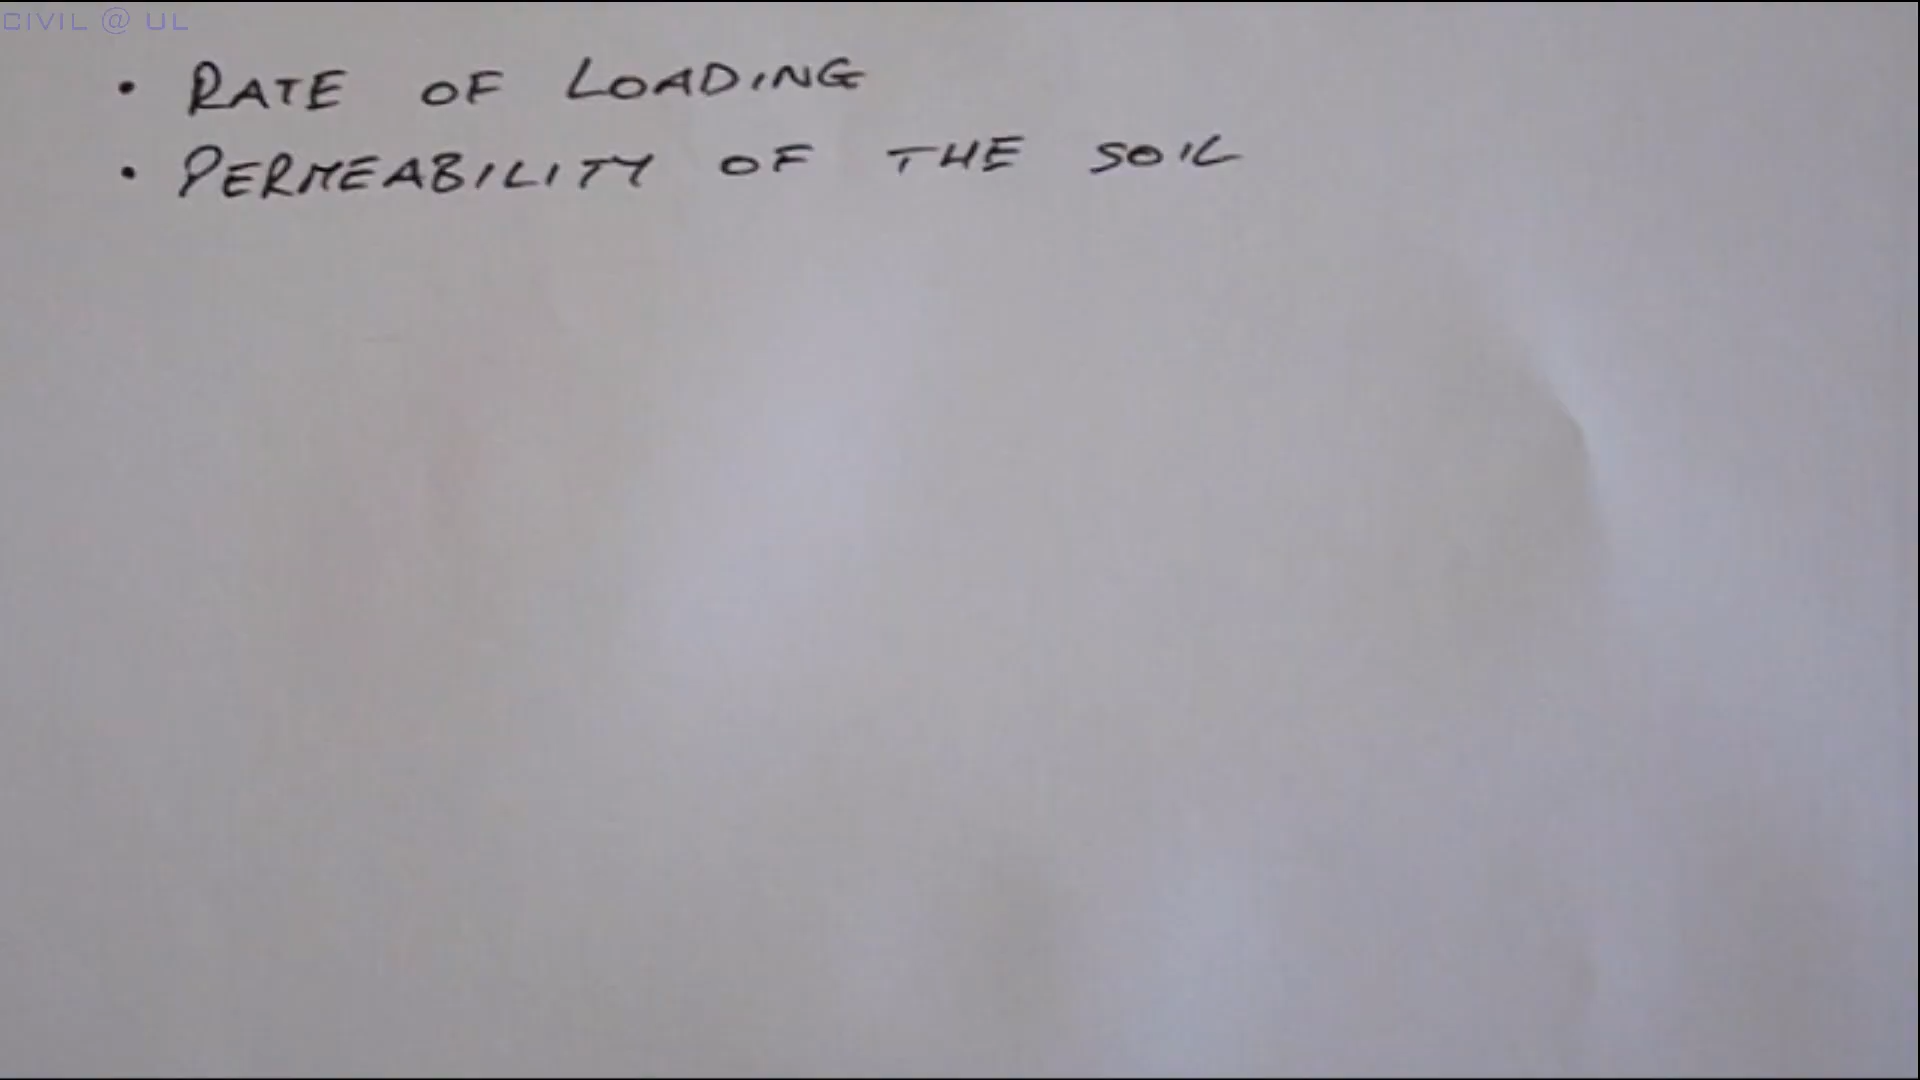 CIVIL @ UL
• RATE OF LOADING
• PERMEABILITY OF THE SOIL